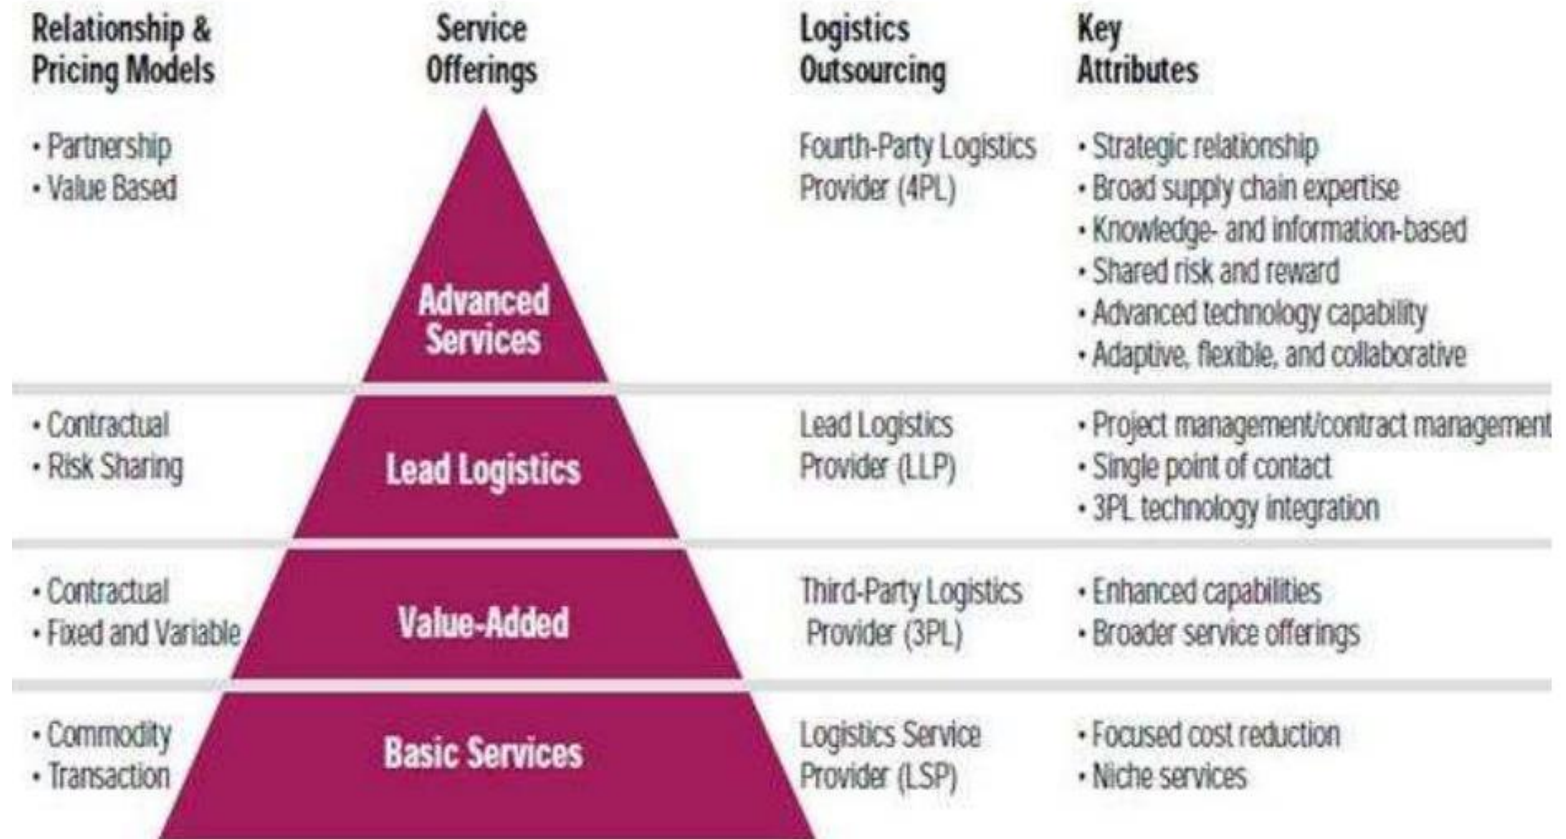 Relationship &
Pricing Models
Service
Offerings
Logistics
Outsourcing
Key
Attributes
• Partnership
• Value Based
Advanced
Services
Fourth-Party Logistics
Provider (4PL)
• Strategic relationship
• Broad supply chain expertise
• Knowledge- and information-based
• Shared risk and reward
• Advanced technology capability
• Adaptive, flexible, and collaborative
• Contractual
• Risk Sharing
Lead Logistics
Lead Logistics
Provider (LLP)
• Project management/contract management
• Single point of contact
• 3PL technology integration
• Contractual
• Fixed and Variable
Value-Added
Third-Party Logistics
Provider (3PL)
• Enhanced capabilities
• Broader service offerings
• Commodity
• Transaction
Basic Services
Logistics Service
Provider (LSP)
• Focused cost reduction
• Niche services